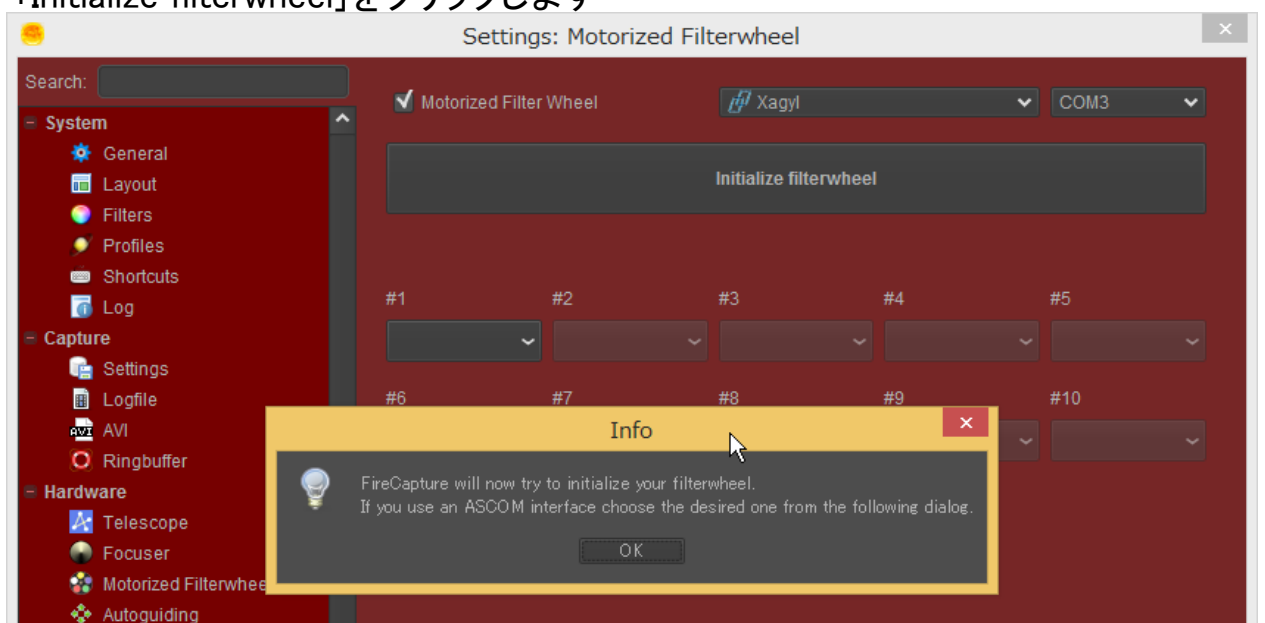 Initialize filterwheel」をクリックします
Settings: Motorized Filterwheel
Search:
Motorized Filter Wheel
Xagyl
COM3
System
General
Layout
Filters
Profiles
Shortcuts
Log
Initialize filterwheel
#1 #2 #3 #4 #5
Capture
Settings
Logfile
AVI
AVI
Ringbuffer
#6 #7 #8 #9 #10
Hardware
Telescope
Focuser
Motorized Filterwhee
Autoguiding
Info
FireCapture will now try to initialize your filterwheel.
If you use an ASCOM interface choose the desired one from the following dialog.
OK